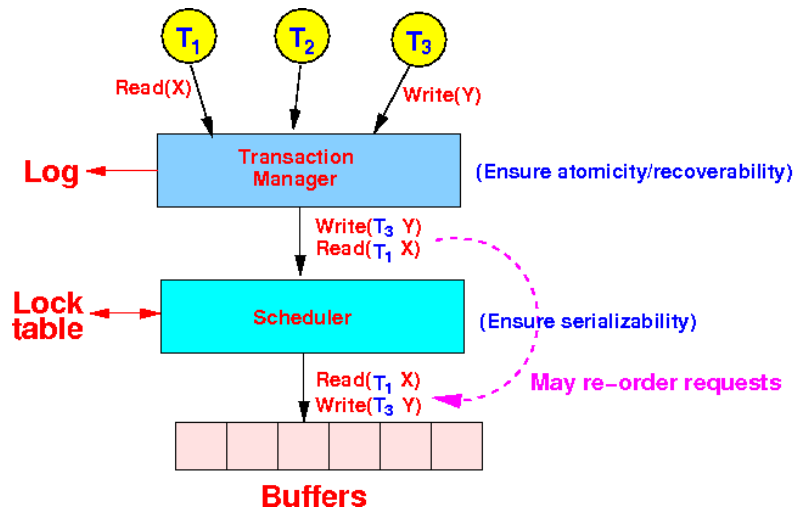 T1
T2
T3
Read(X)
Write(Y)
Log
Transaction
Manager
(Ensure atomicity/recoverability)
Write(T3 Y)
Read(T1 X)
Lock
table
Scheduler
(Ensure serializability)
Read(T1 X)
Write(T3 Y)
May re-order requests
Buffers